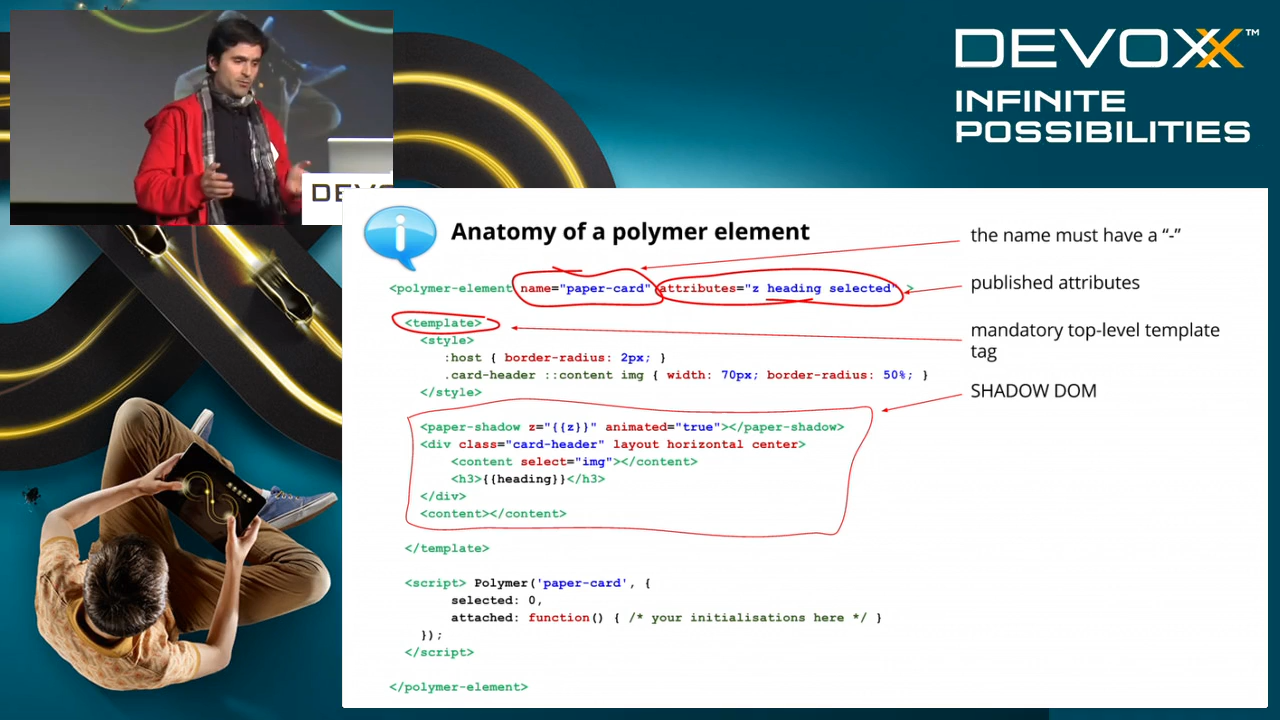 DEVOXX™
INFINITE
POSSIBILITIES
DEVO
i
Anatomy of a polymer element
the name must have a “-”
<polymer-element name="paper-card" attributes="z heading selected" >
published attributes
<template>
mandatory top-level template
tag
<style>
:host { border-radius: 2px; }
.card-header ::content img { width: 70px; border-radius: 50%; }
</style>
SHADOW DOM
<paper-shadow z="{{z}}" animated="true"></paper-shadow>
<div class="card-header" layout horizontal center>
<content select="img"></content>
<h3>{{heading}}</h3>
</div>
<content></content>
</template>
<script> Polymer('paper-card', {
selected: 0,
attached: function() { /* your initialisations here */ }
});
</script>
</polymer-element>